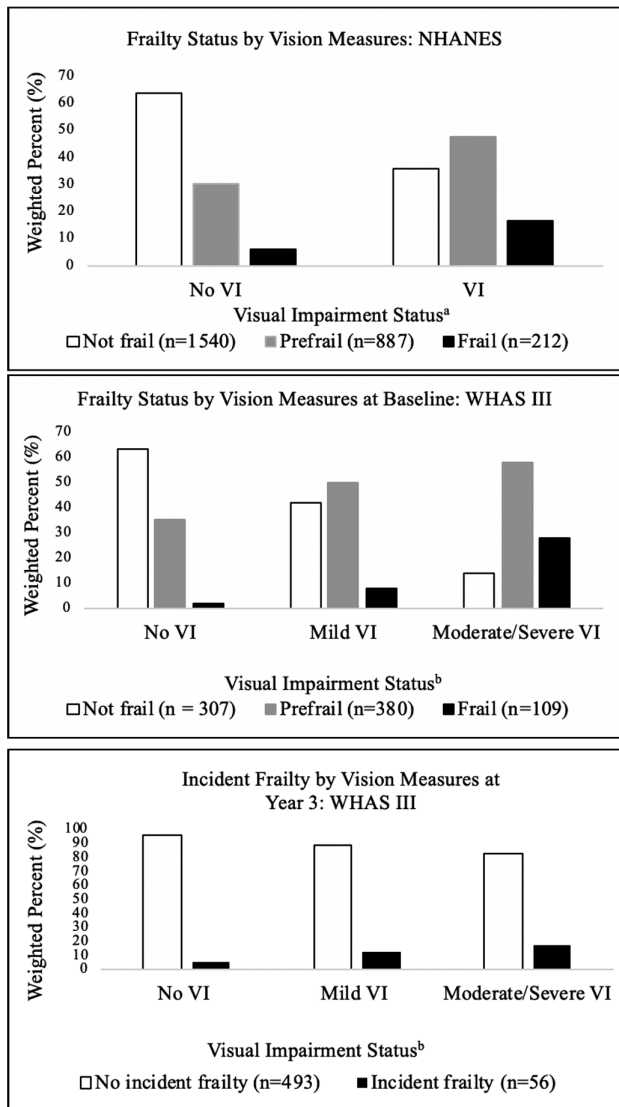 Frailty Status by Vision Measures: NHANES
Weighted Percent (%)
70
60
50
40
30
20
10
0
No VI VI
Visual Impairment Statusᵃ
Not frail (n=1540) Prefrail (n=887) Frail (n=212)
Frailty Status by Vision Measures at Baseline: WHAS III
Weighted Percent (%)
70
60
50
40
30
20
10
0
No VI Mild VI Moderate/Severe VI
Visual Impairment Statusᵇ
Not frail (n = 307) Prefrail (n=380) Frail (n=109)
Incident Frailty by Vision Measures at
Year 3: WHAS III
Weighted Percent (%)
100
90
80
70
60
50
40
30
20
10
0
No VI Mild VI Moderate/Severe VI
Visual Impairment Statusᵇ
No incident frailty (n=493) Incident frailty (n=56)